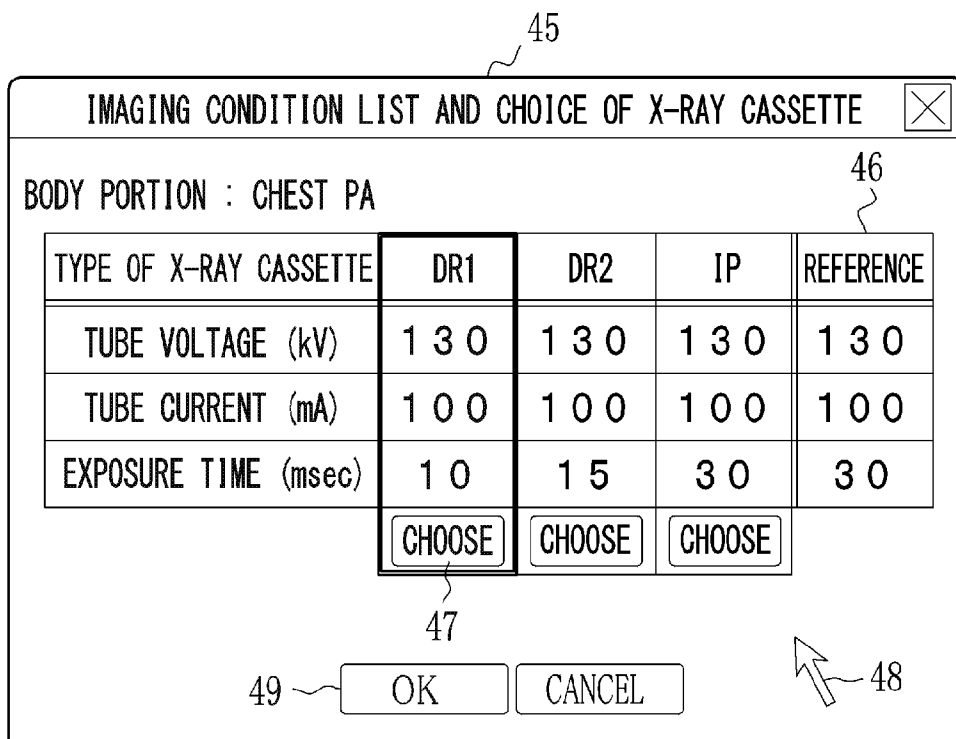 45
IMAGING CONDITION LIST AND CHOICE OF X-RAY CASSETTE
46
BODY PORTION : CHEST PA
TYPE OF X-RAY CASSETTE DR1 DR2 IP REFERENCE
TUBE VOLTAGE (kV) 130 130 130 130
TUBE CURRENT (mA) 100 100 100 100
EXPOSURE TIME (msec) 10 15 30 30
CHOOSE CHOOSE CHOOSE
47
49 OK CANCEL 48